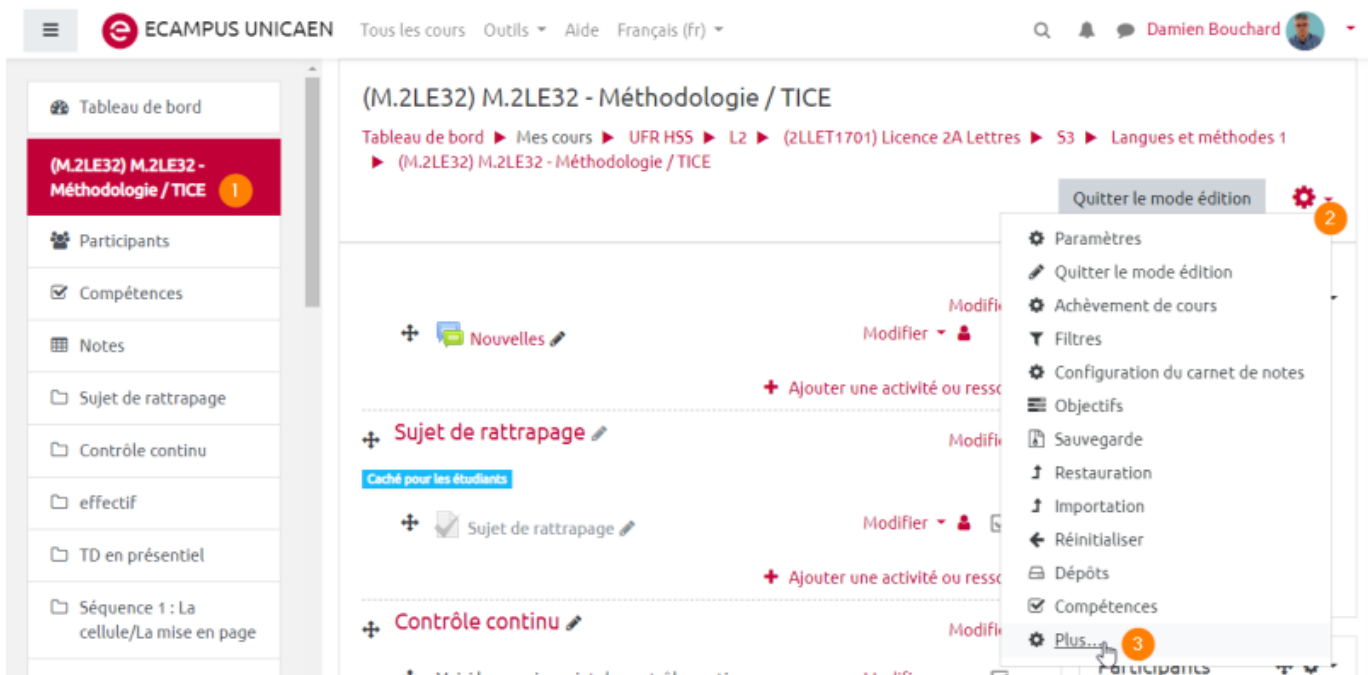 ECAMPUS UNICAEN Tous les cours Outils Aide Français (fr) Damien Bouchard
Tableau de bord
(M.2LE32) M.2LE32 -
Méthodologie / TICE 1
Participants
Compétences
Notes
Sujet de rattrapage
Contrôle continu
effectif
TD en présentiel
Séquence 1 : La
cellule/La mise en page
(M.2LE32) M.2LE32 - Méthodologie / TICE
Tableau de bord ▶ Mes cours ▶ UFR HSS ▶ L2 ▶ (2LLET1701) Licence 2A Lettres ▶ S3 ▶ Langues et méthodes 1
▶ (M.2LE32) M.2LE32 - Méthodologie / TICE
Quitter le mode édition
2
Modifie
Nouvelles Modifier
+ Ajouter une activité ou resso
Sujet de rattrapage Modifie
Caché pour les étudiants
Sujet de rattrapage Modifier
+ Ajouter une activité ou resso
Contrôle continu Modifie
Paramètres
Quitter le mode édition
Achèvement de cours
Filtres
Configuration du carnet de notes
Objectifs
Sauvegarde
Restauration
Importation
Réinitialiser
Dépôts
Compétences
Plus... 3
Participants